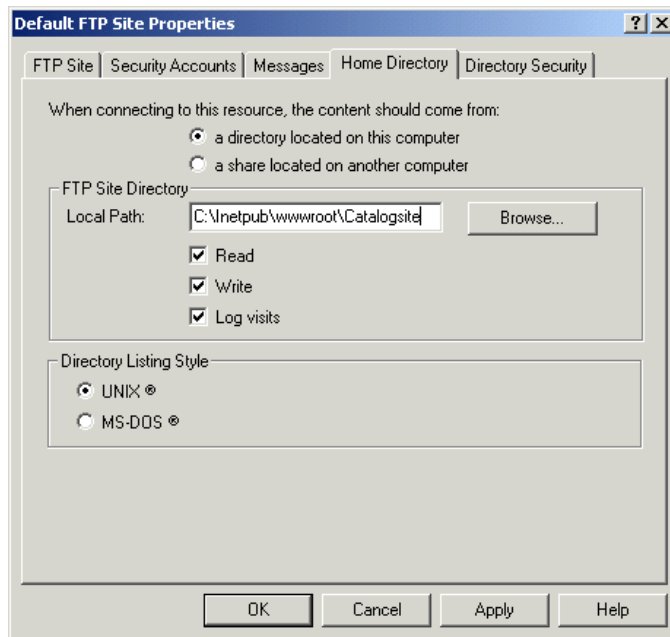 Default FTP Site Properties
FTP Site Security Accounts Messages Home Directory Directory Security
When connecting to this resource, the content should come from:
a directory located on this computer
a share located on another computer
FTP Site Directory
Local Path: C:\Inetpub\wwwroot\Catalogsite Browse...
Read
Write
Log visits
Directory Listing Style
UNIX ®
MS-DOS ®
OK Cancel Apply Help